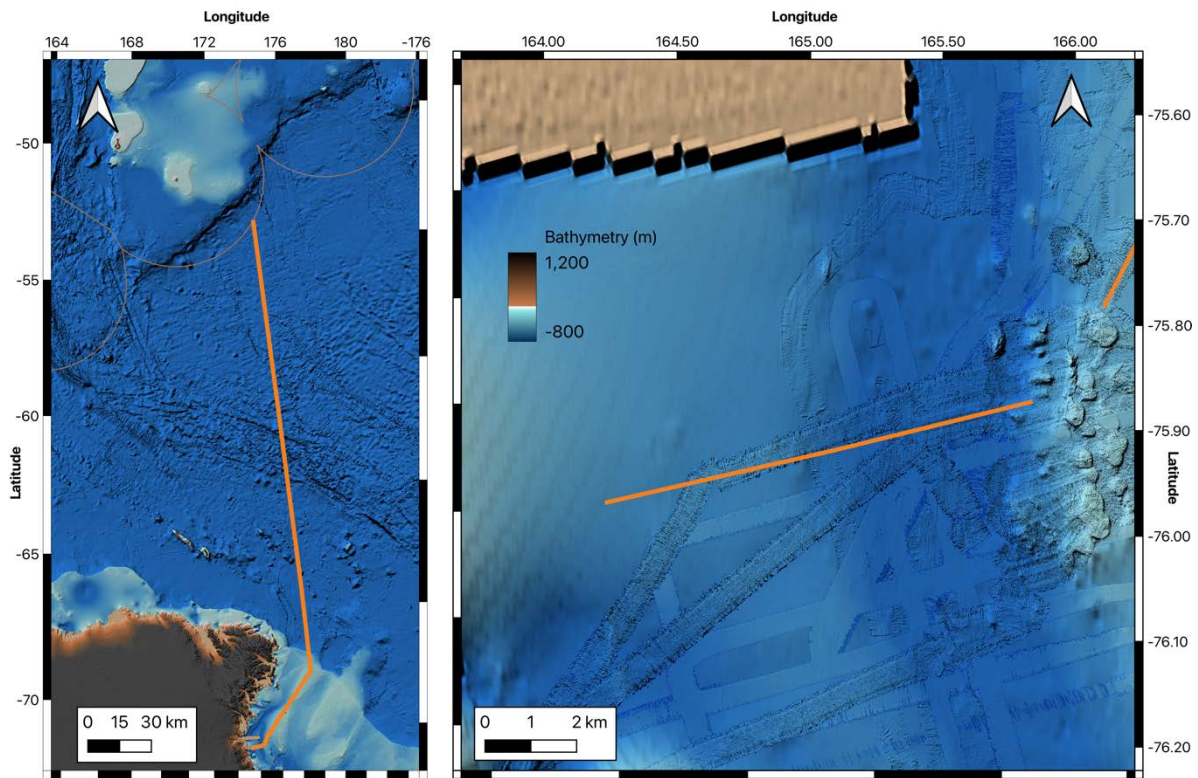 Longitude
164 168 172 176 180 -176
Latitude
-50
-55
-60
-65
-70
0 15 30 km
Longitude
164.00 164.50 165.00 165.50 166.00
Latitude
-75.60
-75.70
-75.80
-75.90
-76.00
-76.10
-76.20
Bathymetry (m)
1,200
-800
0 1 2 km